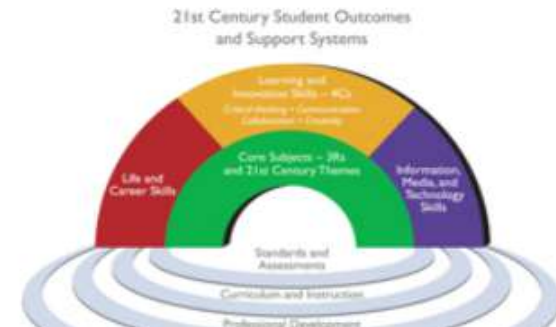 21st Century Student Outcomes
and Support Systems
Learning and
Innovation Skills – 4Cs
Critical thinking • Communication
Collaboration • Creativity
Core Subjects – 3Rs
and 21st Century Themes
Life and
Career Skills
Information,
Media, and
Technology
Skills
Standards and
Assessments
Curriculum and Instruction
Professional Development